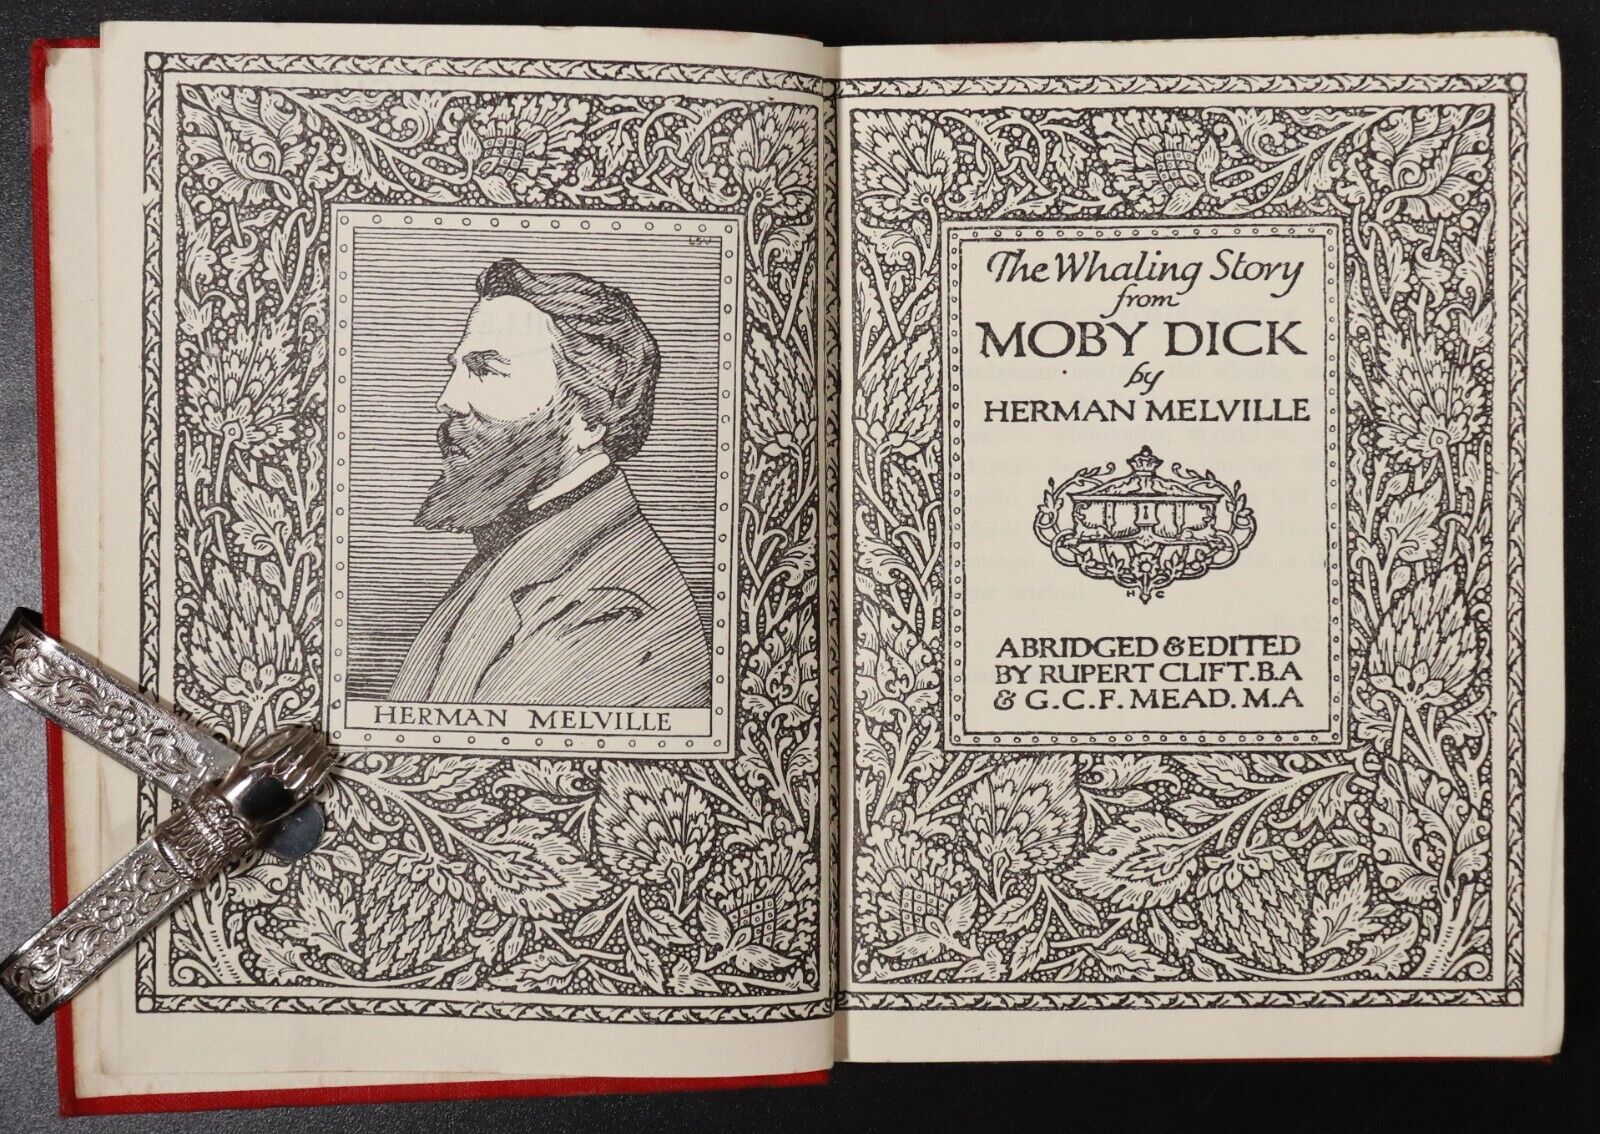 HERMAN MELVILLE
The Whaling Story
from
MOBY DICK
by
HERMAN MELVILLE
H C
ABRIDGED & EDITED
BY RUPERT CLIFT. B.A
& G. C. F. MEAD. M.A